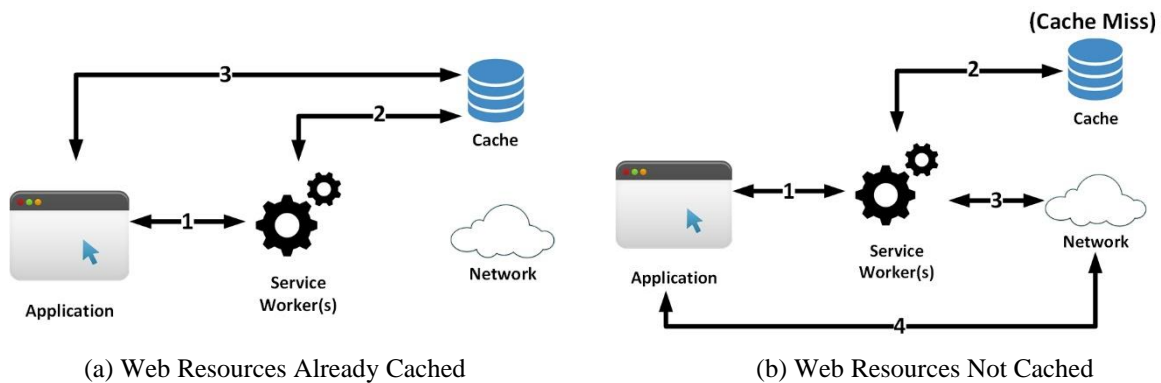 3
2
Cache
1
Service
Worker(s)
Network
Application
(a) Web Resources Already Cached
(Cache Miss)
2
Cache
1
3
Service
Worker(s)
Network
Application
4
(b) Web Resources Not Cached